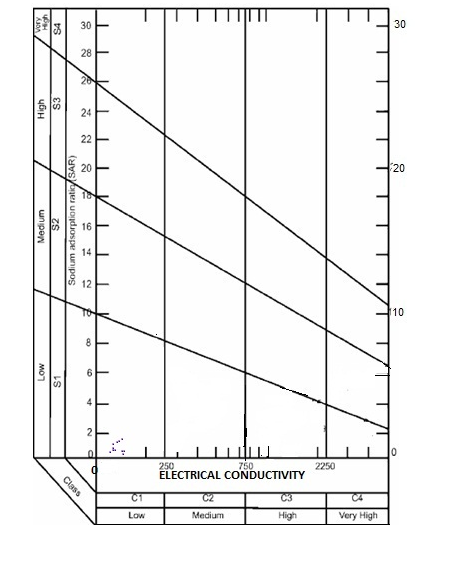 Very High S4
High S3
Medium S2
Low S1
Sodium adsorption ratio(SAR)
30 30
28
26
24
22
20 20
18
16
14
12
10 10
8
6
4
2 0
0 250 750 2250
ELECTRICAL CONDUCTIVITY
Class
C1 C2 C3 C4
Low Medium High Very High